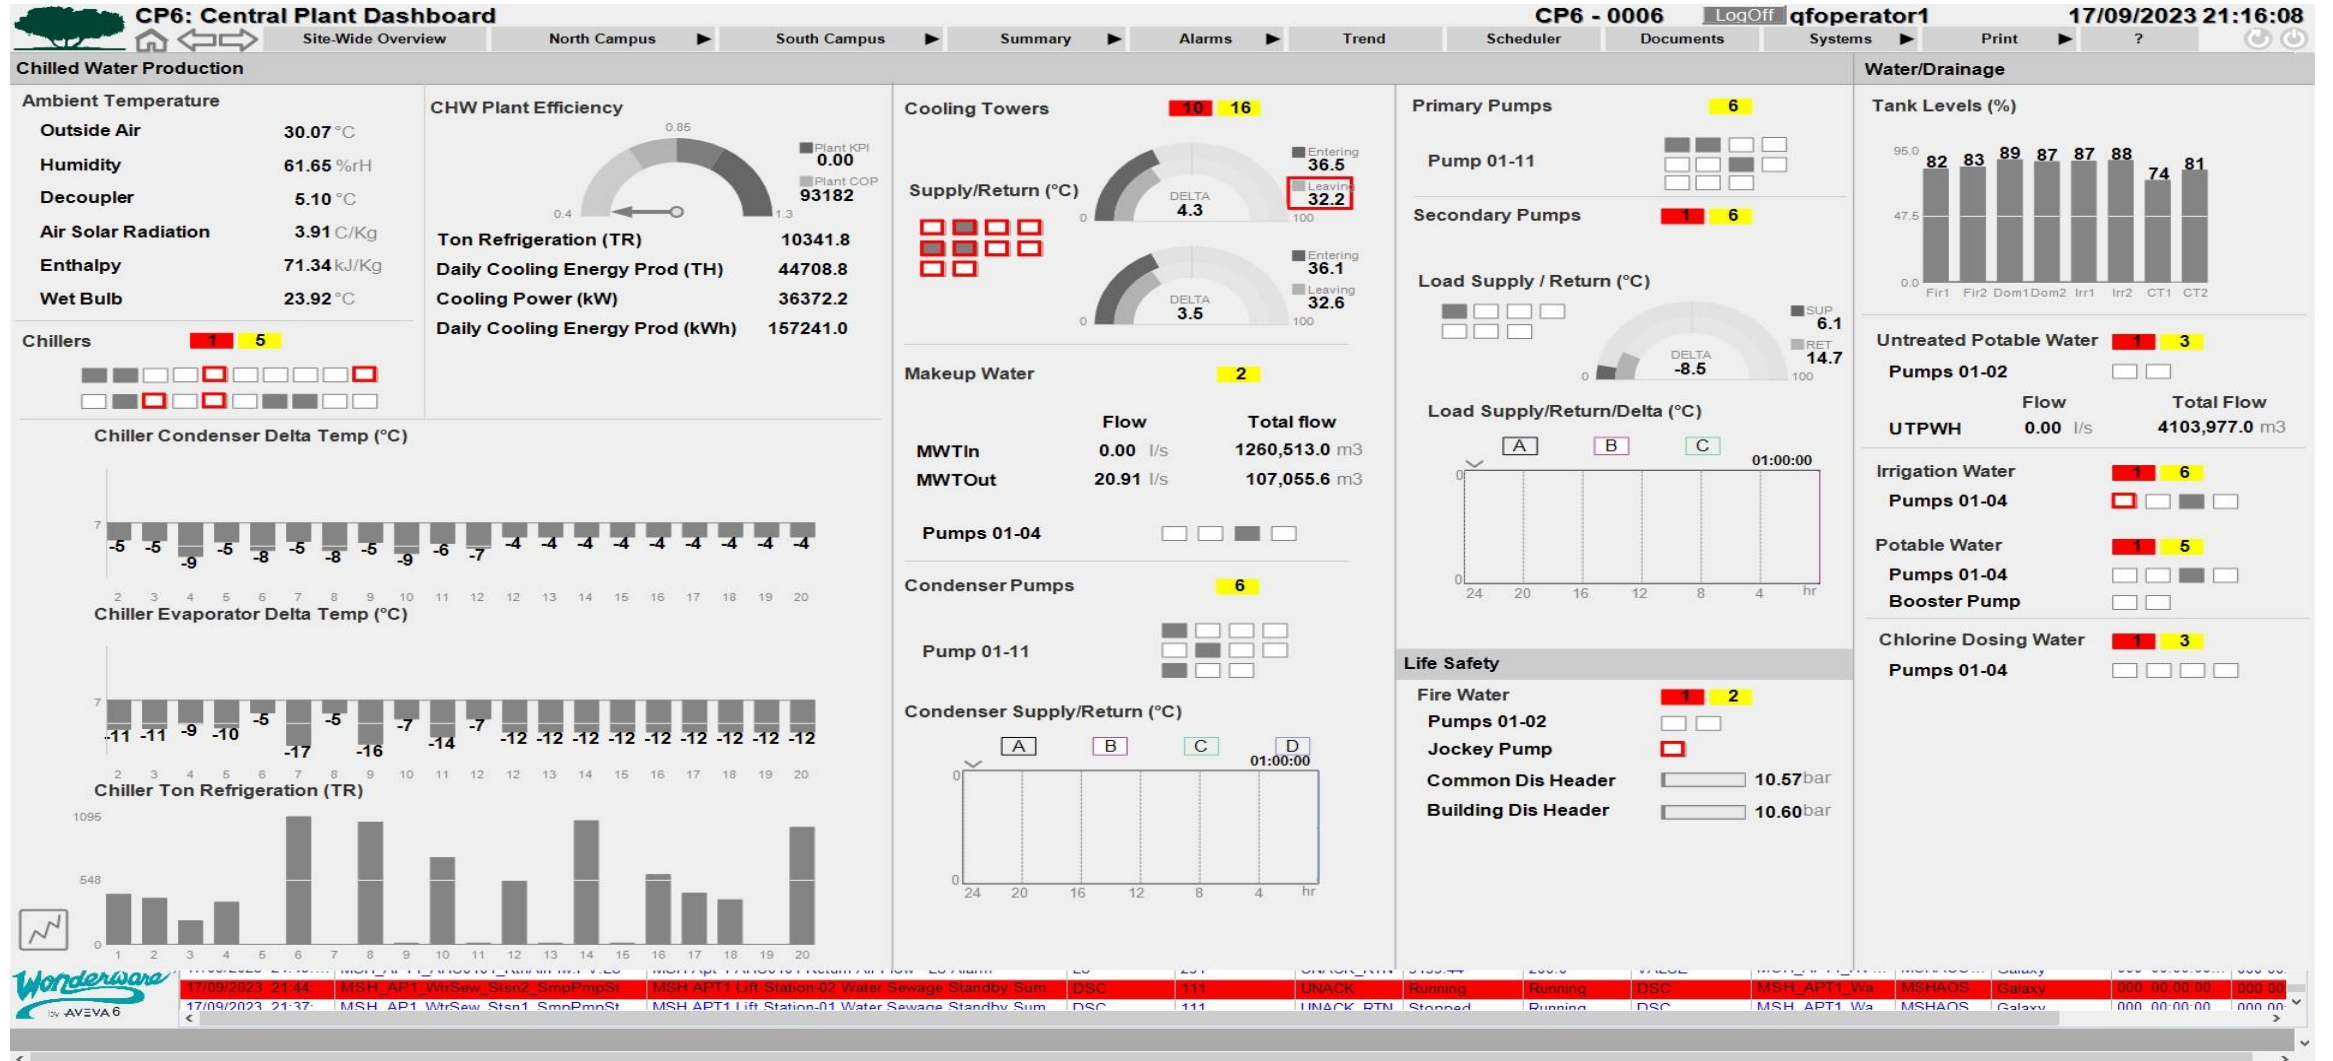 CP6: Central Plant Dashboard
CP6 - 0006 LogOff qfoperator1 17/09/2023 21:16:08
Site-Wide Overview North Campus South Campus Summary Alarms Trend Scheduler Documents Systems Print ?
Chilled Water Production
Ambient Temperature
Outside Air 30.07 °C
Humidity 61.65 %rH
Decoupler 5.10 °C
Air Solar Radiation 3.91 C/Kg
Enthalpy 71.34 kJ/Kg
Wet Bulb 23.92 °C
CHW Plant Efficiency
0.85
0.4
1.3
Plant KPI
0.00
Plant COP
93182
Ton Refrigeration (TR) 10341.8
Daily Cooling Energy Prod (TH) 44708.8
Cooling Power (kW) 36372.2
Daily Cooling Energy Prod (kWh) 157241.0
Chillers 1 5
Chiller Condenser Delta Temp (°C)
7
-5 -5 -9 -5 -8 -5 -8 -5 -9 -6 -7 -4 -4 -4 -4 -4 -4 -4 -4 -4
2 3 4 5 6 7 8 9 10 11 12 12 13 14 15 16 17 18 19 20
Chiller Evaporator Delta Temp (°C)
7
-11 -11 -9 -10 -5 -17 -5 -16 -7 -14 -7 -12 -12 -12 -12 -12 -12 -12 -12 -12
2 3 4 5 6 7 8 9 10 11 12 12 13 14 15 16 17 18 19 20
Chiller Ton Refrigeration (TR)
1095
548
0
1 2 3 4 5 6 7 8 9 10 11 12 13 14 15 16 17 18 19 20
Cooling Towers 10 16
Supply/Return (°C)
DELTA
4.3
0
100
Entering
36.5
Leaving
32.2
DELTA
3.5
0
100
Entering
36.1
Leaving
32.6
Makeup Water 2
Flow Total flow
MWTIn 0.00 l/s 1260,513.0 m3
MWTOut 20.91 l/s 107,055.6 m3
Pumps 01-04
Condenser Pumps 6
Pump 01-11
Condenser Supply/Return (°C)
A B C D
01:00:00
0
0
24 20 16 12 8 4 hr
Primary Pumps 6
Pump 01-11
Secondary Pumps 1 6
Load Supply / Return (°C)
DELTA
-8.5
0
100
SUP
6.1
RET
14.7
Load Supply/Return/Delta (°C)
A B C
01:00:00
0
0
24 20 16 12 8 4 hr
Life Safety
Fire Water 1 2
Pumps 01-02
Jockey Pump
Common Dis Header 10.57 bar
Building Dis Header 10.60 bar
Water/Drainage
Tank Levels (%)
95.0
47.5
0.0
82 83 89 87 87 88 74 81
Fir1 Fir2 Dom1 Dom2 Irr1 Irr2 CT1 CT2
Untreated Potable Water 1 3
Pumps 01-02
Flow Total Flow
UTPWH 0.00 l/s 4103,977.0 m3
Irrigation Water 1 6
Pumps 01-04
Potable Water 1 5
Pumps 01-04
Booster Pump
Chlorine Dosing Water 1 3
Pumps 01-04
Wonderware
by AVEVA 6
17/09/2023 21:44: MSH_AP1_WtrSew_Stsn2_SmpPmpSt... MSH APT1 Lift Station-02 Water Sewage Standby Sum... DSC 111 UNACK Running Running DSC MSH_APT1_Wa... MSHAOS... Galaxy 000 00:00:00... 000 00
17/09/2023 21:37: MSH_AP1_WtrSew_Stsn1_SmpPmpSt... MSH APT1 Lift Station-01 Water Sewage Standby Sum... DSC 111 UNACK_RTN Stopped Running DSC MSH_APT1_Wa... MSHAOS... Galaxy 000 00:00:00... 000 00: